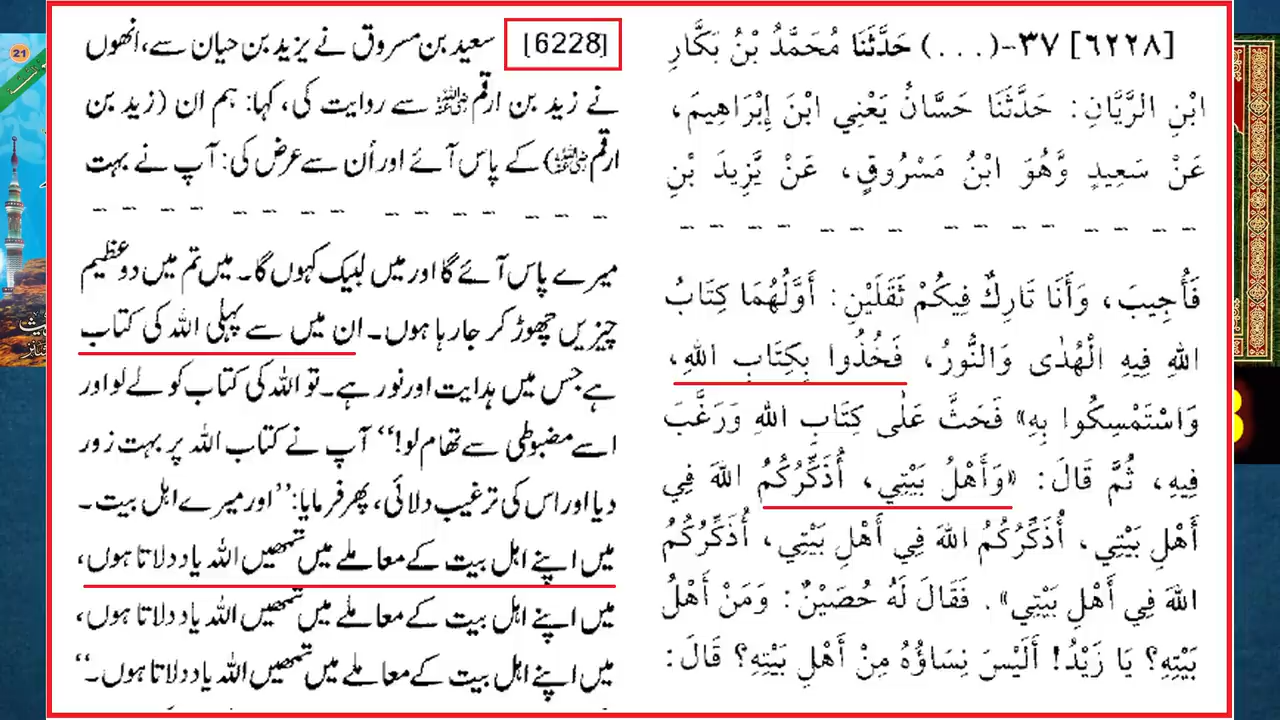 [٦٢٢٨] ٣٧-(. . .) حَدَّثَنَا مُحَمَّدُ بْنُ بَكَّارِ
ابْنِ الرَّيَّانِ: حَدَّثَنَا حَسَّانُ يَعْنِي ابْنَ إِبْرَاهِيمَ،
عَنْ سَعِيدٍ وَّهُوَ ابْنُ مَسْرُوقٍ، عَنْ يَّزِيدَ بْنِ
فَأُجِيبَ، وَأَنَا تَارِكٌ فِيكُمْ ثَقَلَيْنِ: أَوَّلُهُمَا كِتَابُ
اللهِ فِيهِ الْهُدٰى وَالنُّورُ، فَخُذُوا بِكِتَابِ اللهِ،
وَاسْتَمْسِكُوا بِهِ» فَحَثَّ عَلٰى كِتَابِ اللهِ وَرَغَّبَ
فِيهِ، ثُمَّ قَالَ: «وَأَهْلُ بَيْتِي، أُذَكِّرُكُمُ اللهَ فِي
أَهْلِ بَيْتِي، أُذَكِّرُكُمُ اللهَ فِي أَهْلِ بَيْتِي، أُذَكِّرُكُمُ
اللهَ فِي أَهْلِ بَيْتِي». فَقَالَ لَهُ حُصَيْنٌ: وَمَنْ أَهْلُ
بَيْتِهِ؟ يَا زَيْدُ! أَلَيْسَ نِسَاؤُهُ مِنْ أَهْلِ بَيْتِهِ؟ قَالَ:
[6228] سعید بن مسروق نے یزید بن حیان سے، انھوں
نے زید بن ارقم ﷜ سے روایت کی، کہا: ہم ان (زید بن
ارقم ﷜) کے پاس آئے اور اُن سے عرض کی: آپ نے بہت
میرے پاس آئے گا اور میں لبیک کہوں گا۔ میں تم میں دو عظیم
چیزیں چھوڑ کر جا رہا ہوں۔ ان میں سے پہلی اللہ کی کتاب
ہے جس میں ہدایت اور نور ہے۔ تو اللہ کی کتاب کو لے لو اور
اسے مضبوطی سے تھام لو!‘‘ آپ نے کتاب اللہ پر بہت زور
دیا اور اس کی ترغیب دلائی، پھر فرمایا: ’’اور میرے اہل بیت۔
میں اپنے اہل بیت کے معاملے میں تمھیں اللہ یاد دلاتا ہوں،
میں اپنے اہل بیت کے معاملے میں تمھیں اللہ یاد دلاتا ہوں،
میں اپنے اہل بیت کے معاملے میں تمھیں اللہ یاد دلاتا ہوں۔‘‘
21